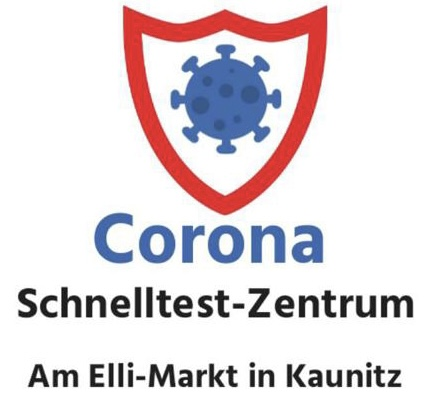 Corona
Schnelltest-Zentrum
Am Elli-Markt in Kaunitz